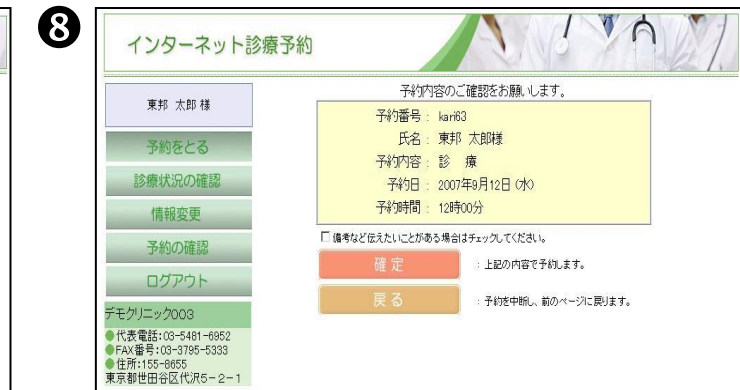 ❽
インターネット診療予約
東邦 太郎 様
予約をとる
診療状況の確認
情報変更
予約の確認
ログアウト
デモクリニック003
●代表電話:03-5481-6952
●FAX番号:03-3795-5333
●住所:155-8655
東京都世田谷区代沢5-2-1
予約内容のご確認をお願いします。
予約番号: kari63
氏名: 東邦 太郎様
予約内容: 診 療
予約日: 2007年9月12日(水)
予約時間: 12時00分
備考など伝えたいことがある場合はチェックしてください。
確 定 :上記の内容で予約します。
戻 る :予約を中断し、前のページに戻ります。